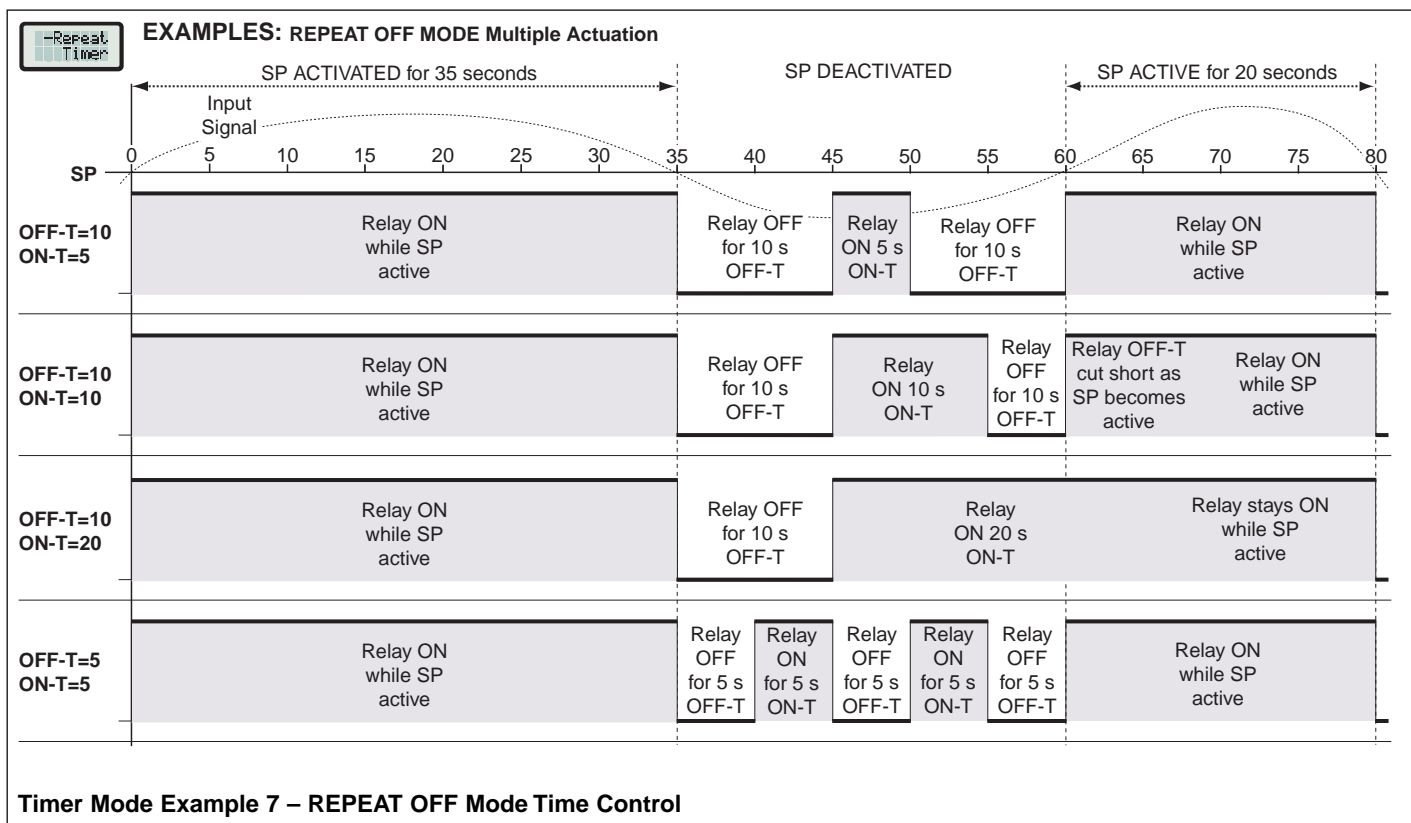 -Repeat
Timer
EXAMPLES: REPEAT OFF MODE Multiple Actuation
SP ACTIVATED for 35 seconds
SP DEACTIVATED
SP ACTIVE for 20 seconds
Input
Signal
SP
0 5 10 15 20 25 30 35 40 45 50 55 60 65 70 75 80
OFF-T=10
ON-T=5
Relay ON
while SP
active
Relay OFF
for 10 s
OFF-T
Relay
ON 5 s
ON-T
Relay OFF
for 10 s
OFF-T
Relay ON
while SP
active
OFF-T=10
ON-T=10
Relay ON
while SP
active
Relay OFF
for 10 s
OFF-T
Relay
ON 10 s
ON-T
Relay
OFF
for 10 s
OFF-T
Relay OFF-T
cut short as
SP becomes
active
Relay ON
while SP
active
OFF-T=10
ON-T=20
Relay ON
while SP
active
Relay OFF
for 10 s
OFF-T
Relay
ON 20 s
ON-T
Relay stays ON
while SP
active
OFF-T=5
ON-T=5
Relay ON
while SP
active
Relay
OFF
for 5 s
OFF-T
Relay
ON
for 5 s
ON-T
Relay
OFF
for 5 s
OFF-T
Relay
ON
for 5 s
ON-T
Relay
OFF
for 5 s
OFF-T
Relay ON
while SP
active
Timer Mode Example 7 – REPEAT OFF Mode Time Control